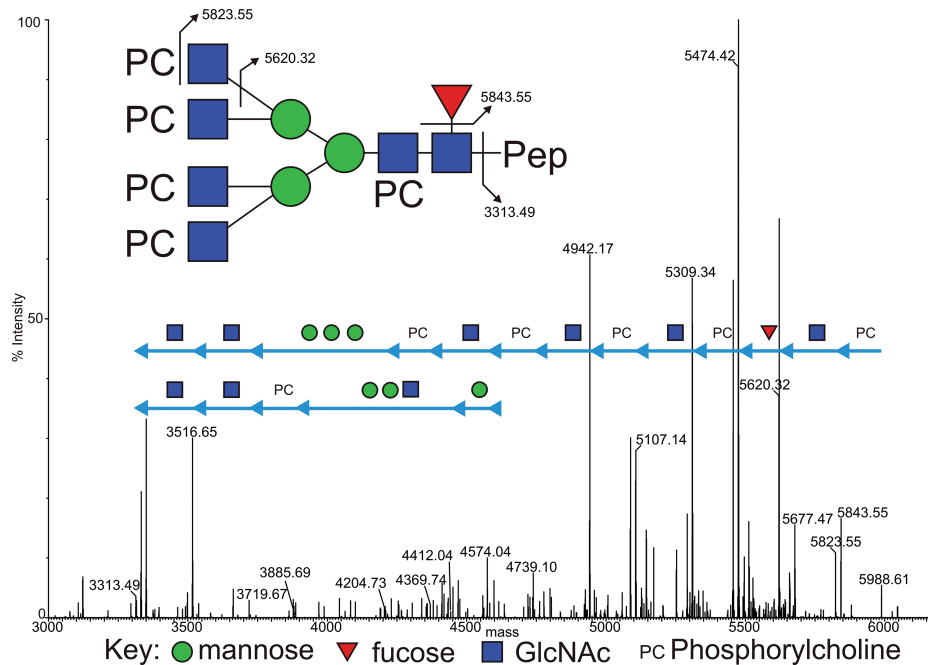 100
5823.55
5620.32
5474.42
PC
PC
5843.55
Pep
PC
PC
3313.49
PC
4942.17
5309.34
% Intensity
50
PC PC PC PC PC
5620.32
PC
3516.65
5107.14
5677.47
5843.55
5823.55
4412.04
4574.04
4739.10
3885.69
4369.74
3313.49
3719.67
4204.73
5988.61
0
3000 3500 4000 4500 5000 5500 6000
mass
Key: mannose fucose GlcNAc PC Phosphorylcholine